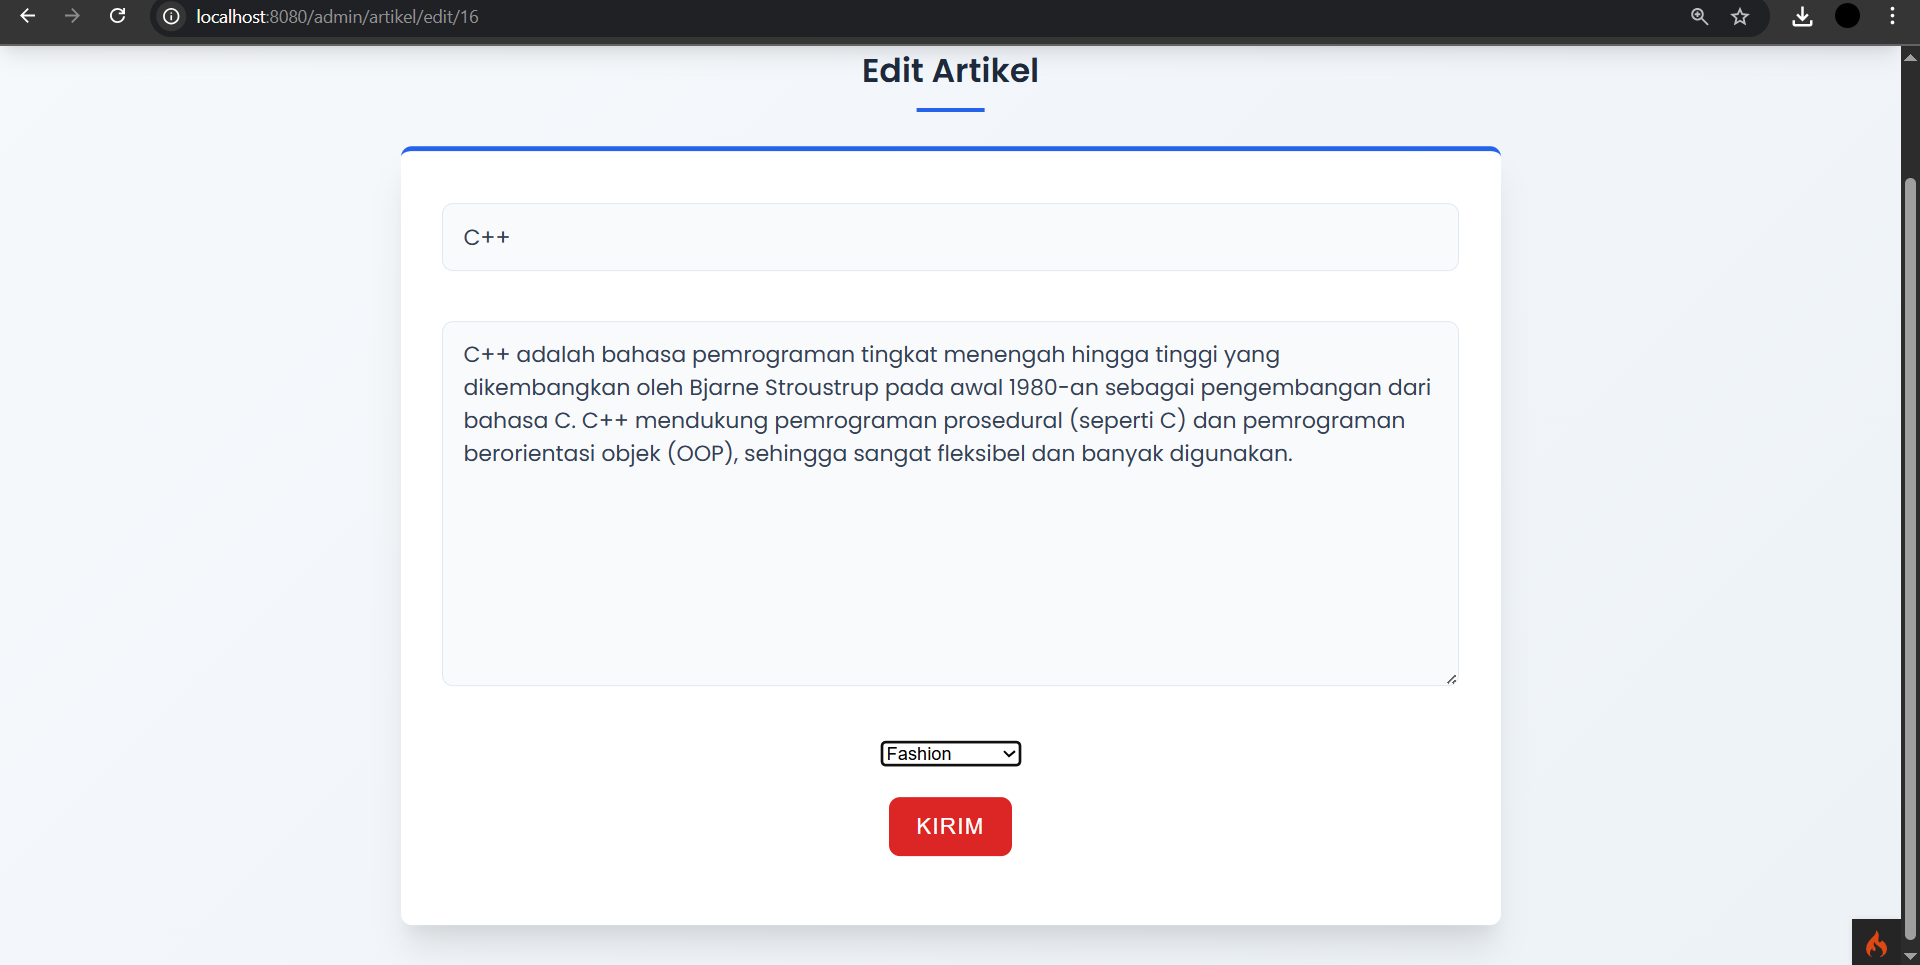 localhost:8080/admin/artikel/edit/16
Edit Artikel
C++
C++ adalah bahasa pemrograman tingkat menengah hingga tinggi yang
dikembangkan oleh Bjarne Stroustrup pada awal 1980-an sebagai pengembangan dari
bahasa C. C++ mendukung pemrograman prosedural (seperti C) dan pemrograman
berorientasi objek (OOP), sehingga sangat fleksibel dan banyak digunakan.
Fashion
KIRIM